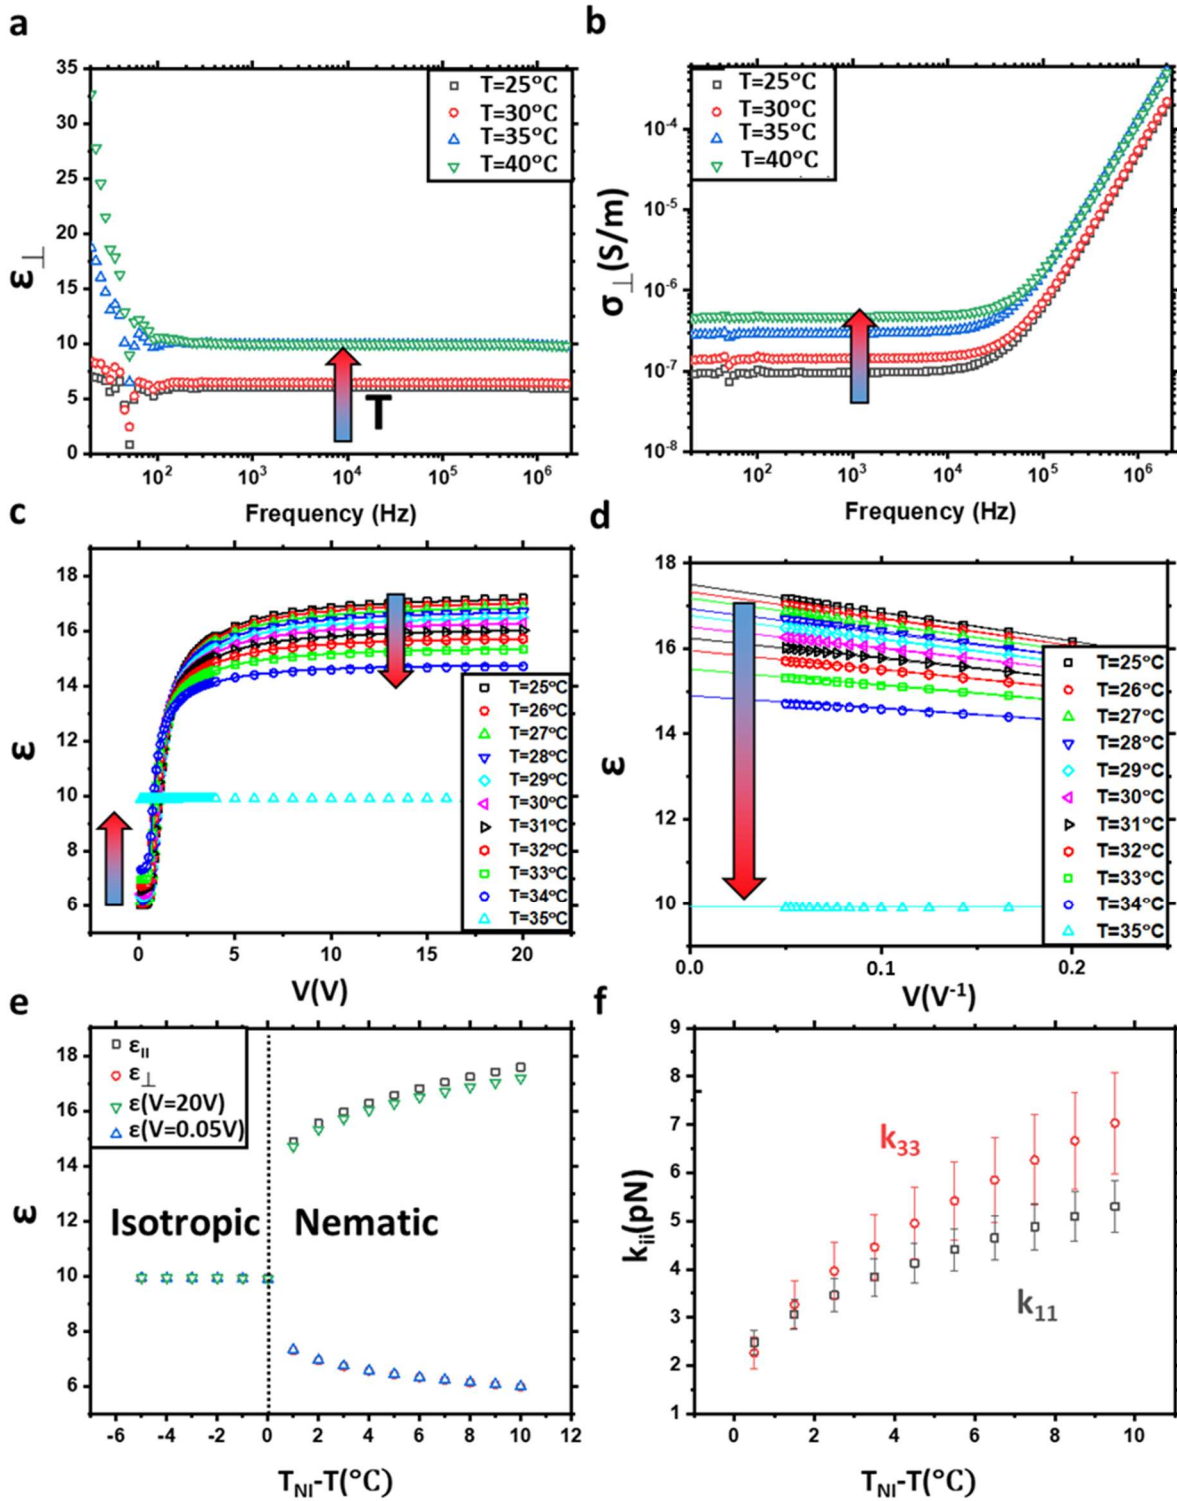 a
35
30
25
20
15
10
5
0
ε⊥
T=25°C
T=30°C
T=35°C
T=40°C
T
10²
10³
10⁴
10⁵
10⁶
Frequency (Hz)
b
10⁻⁴
10⁻⁵
10⁻⁶
10⁻⁷
10⁻⁸
σ⊥(S/m)
T=25°C
T=30°C
T=35°C
T=40°C
10²
10³
10⁴
10⁵
10⁶
Frequency (Hz)
c
18
16
14
12
10
8
6
ε
T=25°C
T=26°C
T=27°C
T=28°C
T=29°C
T=30°C
T=31°C
T=32°C
T=33°C
T=34°C
T=35°C
0
5
10
15
20
V(V)
d
18
16
14
12
10
ε
T=25°C
T=26°C
T=27°C
T=28°C
T=29°C
T=30°C
T=31°C
T=32°C
T=33°C
T=34°C
T=35°C
0.0
0.1
0.2
V(V⁻¹)
e
18
16
14
12
10
8
6
ε
ε॥
ε⊥
ε(V=20V)
ε(V=0.05V)
Isotropic
Nematic
-6
-4
-2
0
2
4
6
8
10
12
T_NI-T(°C)
f
9
8
7
6
5
4
3
2
1
k_ii(pN)
k₃₃
k₁₁
0
2
4
6
8
10
T_NI-T(°C)